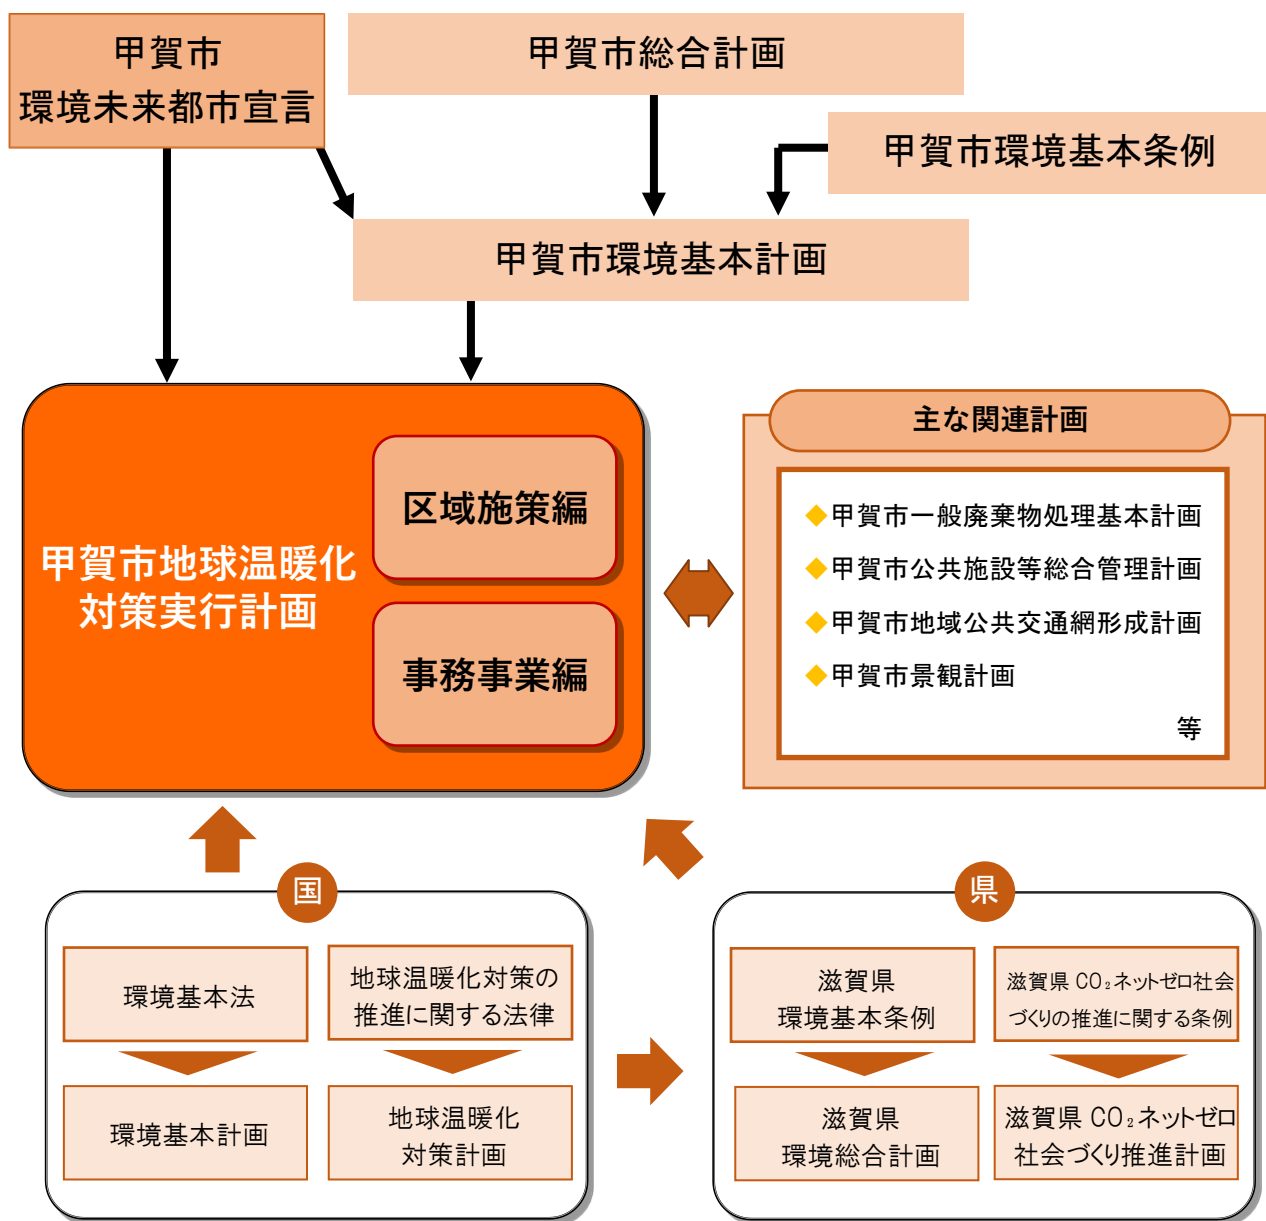 甲賀市
環境未来都市宣言
甲賀市総合計画
甲賀市環境基本条例
甲賀市環境基本計画
甲賀市地球温暖化
対策実行計画
区域施策編
事務事業編
主な関連計画
◆甲賀市一般廃棄物処理基本計画
◆甲賀市公共施設等総合管理計画
◆甲賀市地域公共交通網形成計画
◆甲賀市景観計画
等
国
環境基本法
地球温暖化対策の
推進に関する法律
環境基本計画
地球温暖化
対策計画
県
滋賀県
環境基本条例
滋賀県 CO₂ネットゼロ社会
づくりの推進に関する条例
滋賀県
環境総合計画
滋賀県 CO₂ネットゼロ
社会づくり推進計画